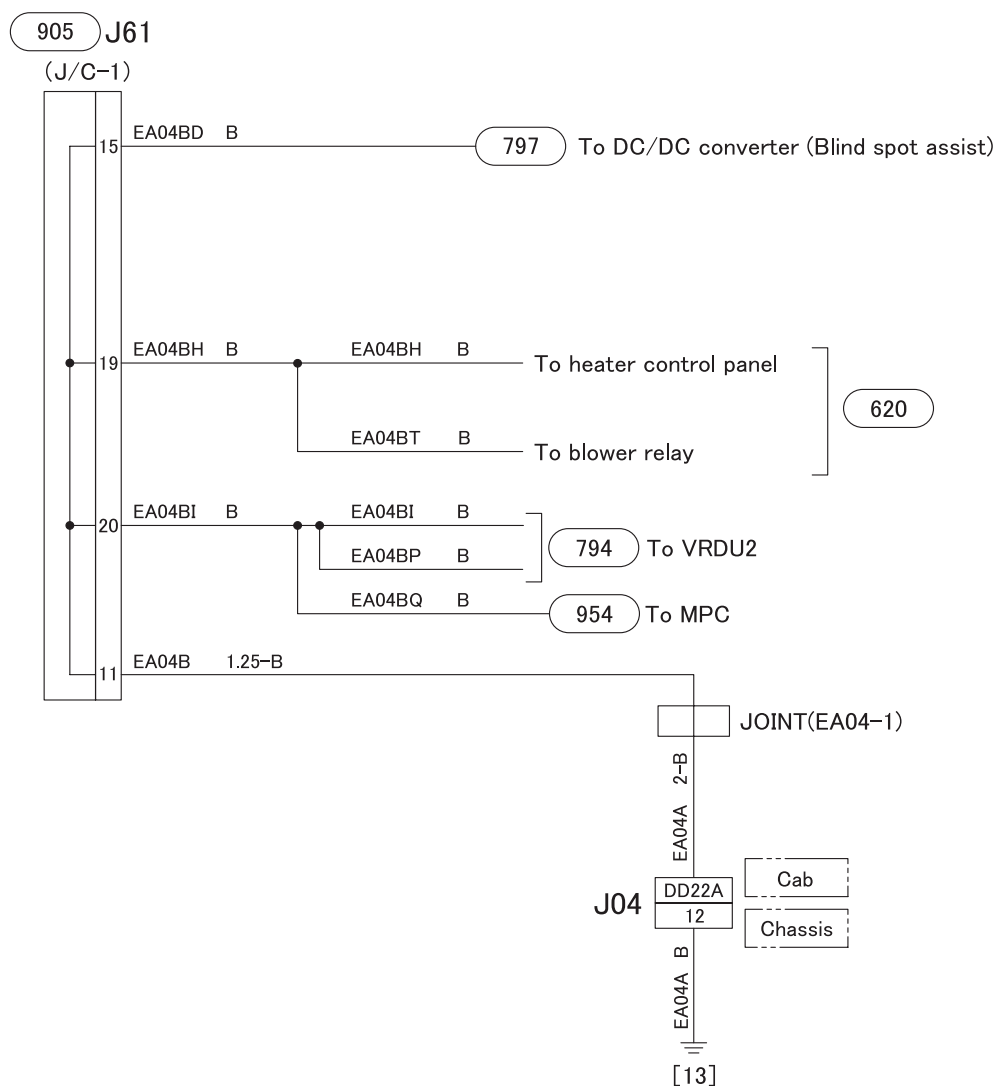 905 J61
(J/C-1)
15 EA04BD B 797 To DC/DC converter (Blind spot assist)
19 EA04BH B EA04BH B To heater control panel
620
EA04BT B To blower relay
20 EA04BI B EA04BI B
794 To VRDU2
EA04BP B
EA04BQ B 954 To MPC
11 EA04B 1.25-B
JOINT(EA04-1)
EA04A 2-B
J04 DD22A Cab
12 Chassis
EA04A B
[13]